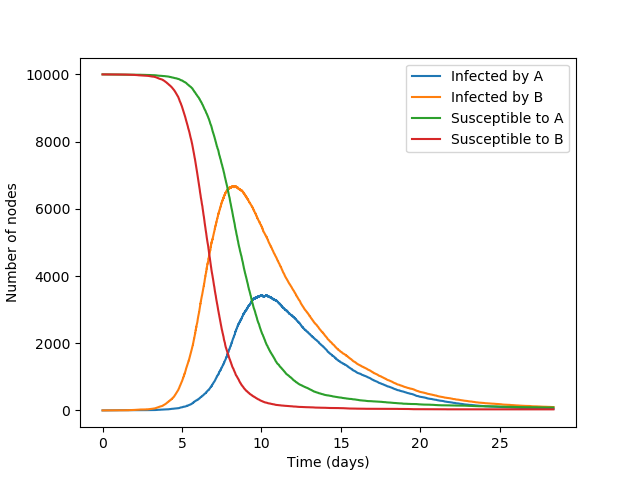 10000
8000
6000
4000
2000
0
Number of nodes
Infected by A
Infected by B
Susceptible to A
Susceptible to B
0 5 10 15 20 25
Time (days)